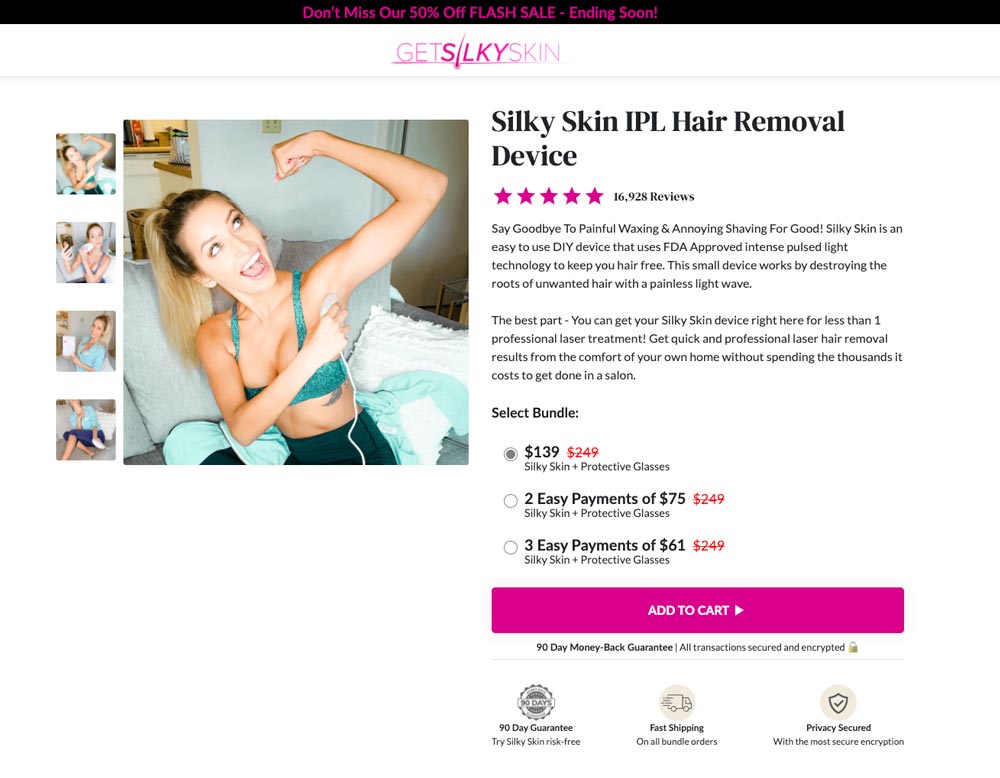 Don't Miss Our 50% Off FLASH SALE - Ending Soon!
GETSILKYSKIN
Silky Skin IPL Hair Removal
Device
16,928 Reviews
Say Goodbye To Painful Waxing & Annoying Shaving For Good! Silky Skin is an
easy to use DIY device that uses FDA Approved intense pulsed light
technology to keep you hair free. This small device works by destroying the
roots of unwanted hair with a painless light wave.
The best part - You can get your Silky Skin device right here for less than 1
professional laser treatment! Get quick and professional laser hair removal
results from the comfort of your own home without spending the thousands it
costs to get done in a salon.
Select Bundle:
$139 $249
Silky Skin + Protective Glasses
2 Easy Payments of $75 $249
Silky Skin + Protective Glasses
3 Easy Payments of $61 $249
Silky Skin + Protective Glasses
ADD TO CART
90 Day Money-Back Guarantee | All transactions secured and encrypted
90 DAYS
90 Day Guarantee
Try Silky Skin risk-free
Fast Shipping
On all bundle orders
Privacy Secured
With the most secure encryption